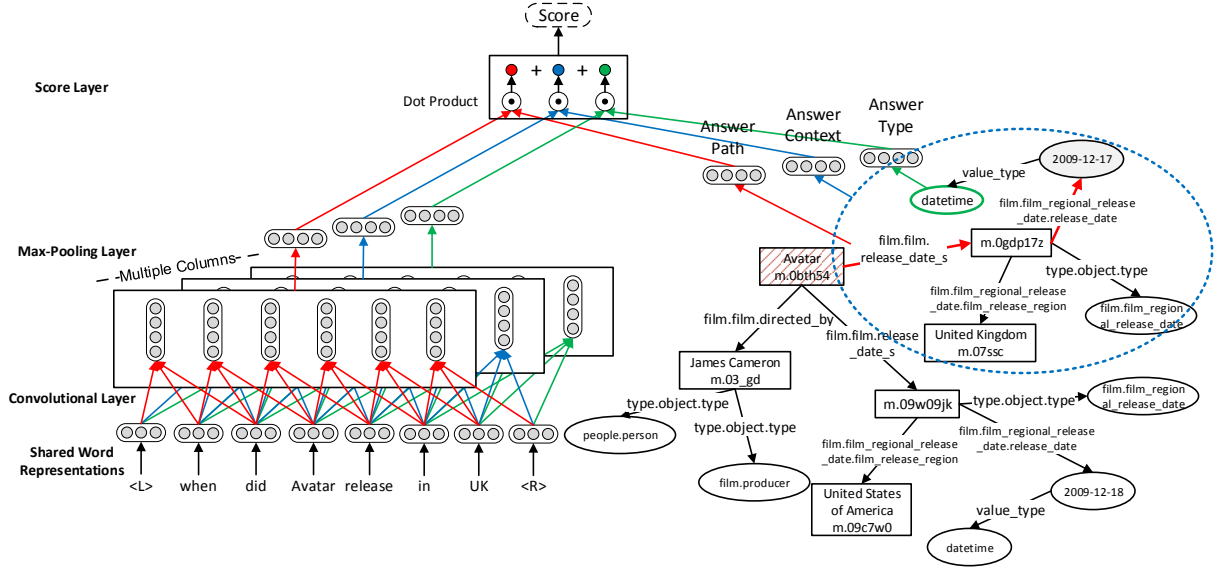 Score
Score Layer
+ +
Dot Product
Answer
Path
Answer
Context
Answer
Type
2009-12-17
value_type
datetime
film.film_regional_release
_date.release_date
Max-Pooling Layer
Multiple Columns
film.film.
release_date_s
m.0gdp17z
Avatar
m.0bth54
type.object.type
film.film_regional_release
_date.film_release_region
film.film_region
al_release_date
film.film.directed_by
film.film.release
_date_s
United Kingdom
m.07ssc
James Cameron
m.03_gd
Convolutional Layer
m.09w09jk
type.object.type
film.film_region
al_release_date
type.object.type
people.person
type.object.type
film.film_regional_release
_date.release_date
film.film_regional_release
_date.film_release_region
Shared Word
Representations
<L> when did Avatar release in UK <R>
film.producer
United States
of America
m.09c7w0
2009-12-18
value_type
datetime